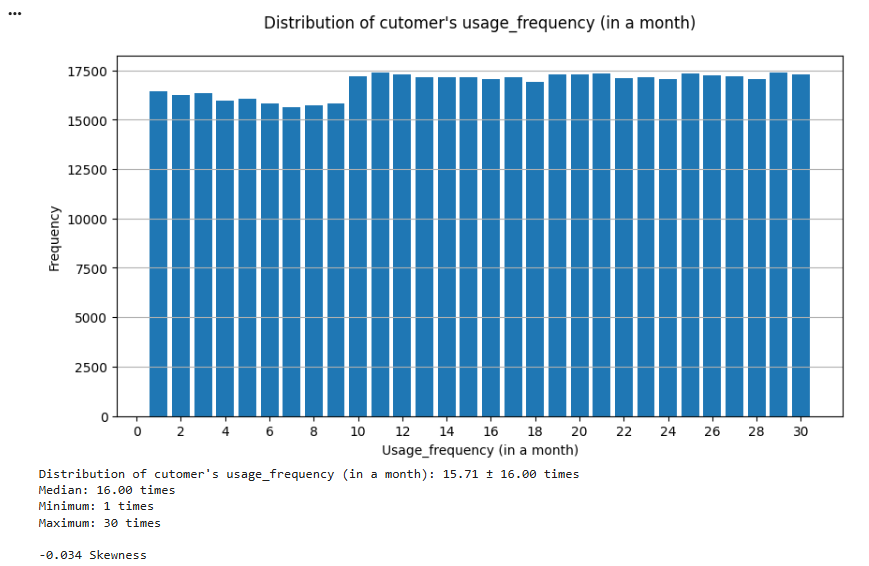 ...
Distribution of cutomer's usage_frequency (in a month)
17500
15000
12500
10000
7500
5000
2500
0
Frequency
0 2 4 6 8 10 12 14 16 18 20 22 24 26 28 30
Usage_frequency (in a month)
Distribution of cutomer's usage_frequency (in a month): 15.71 ± 16.00 times
Median: 16.00 times
Minimum: 1 times
Maximum: 30 times
-0.034 Skewness